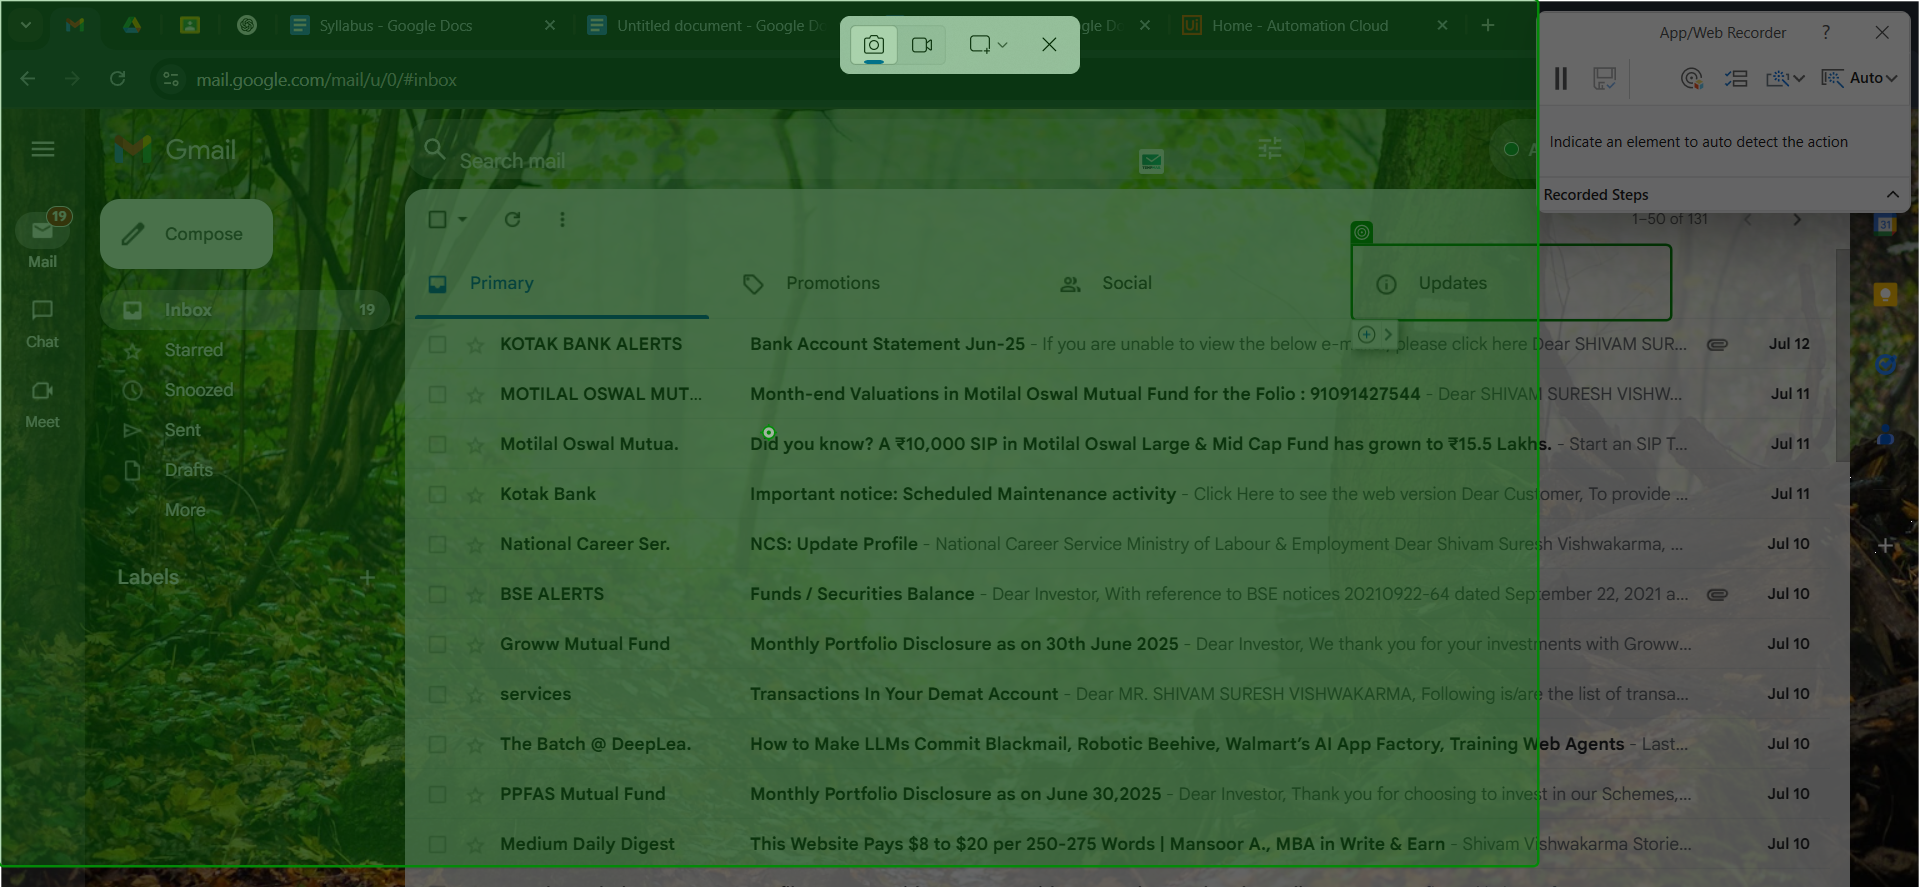 Syllabus - Google Docs
Untitled document - Google Do
gle Do
Ui Home - Automation Cloud
App/Web Recorder ?
mail.google.com/mail/u/0/#inbox
Auto
Indicate an element to auto detect the action
Gmail
Search mail
Recorded Steps
1–50 of 131
19
Compose
31
Mail
Primary
Promotions
Social
Updates
Inbox 19
Chat
Starred
Snoozed
Meet
Sent
Drafts
More
Labels
KOTAK BANK ALERTS Bank Account Statement Jun-25 - If you are unable to view the below e-m please click here Dear SHIVAM SUR... Jul 12
MOTILAL OSWAL MUT... Month-end Valuations in Motilal Oswal Mutual Fund for the Folio : 91091427544 - Dear SHIVAM SURESH VISHW... Jul 11
Motilal Oswal Mutua. Did you know? A ₹10,000 SIP in Motilal Oswal Large & Mid Cap Fund has grown to ₹15.5 Lakhs. - Start an SIP T... Jul 11
Kotak Bank Important notice: Scheduled Maintenance activity - Click Here to see the web version Dear Customer, To provide ... Jul 11
National Career Ser. NCS: Update Profile - National Career Service Ministry of Labour & Employment Dear Shivam Suresh Vishwakarma, ... Jul 10
BSE ALERTS Funds / Securities Balance - Dear Investor, With reference to BSE notices 20210922-64 dated September 22, 2021 a... Jul 10
Groww Mutual Fund Monthly Portfolio Disclosure as on 30th June 2025 - Dear Investor, We thank you for your investments with Groww... Jul 10
services Transactions In Your Demat Account - Dear MR. SHIVAM SURESH VISHWAKARMA, Following is/are the list of transa... Jul 10
The Batch @ DeepLea. How to Make LLMs Commit Blackmail, Robotic Beehive, Walmart’s AI App Factory, Training Web Agents - Last... Jul 10
PPFAS Mutual Fund Monthly Portfolio Disclosure as on June 30,2025 - Dear Investor, Thank you for choosing to invest in our Schemes,... Jul 10
Medium Daily Digest This Website Pays $8 to $20 per 250-275 Words | Mansoor A., MBA in Write & Earn - Shivam Vishwakarma Storie... Jul 10